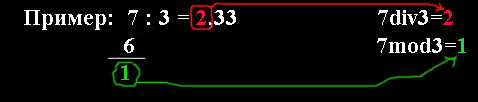 Пример: 7 : 3 = 2,33 7div3=2
6 7mod3=1
1